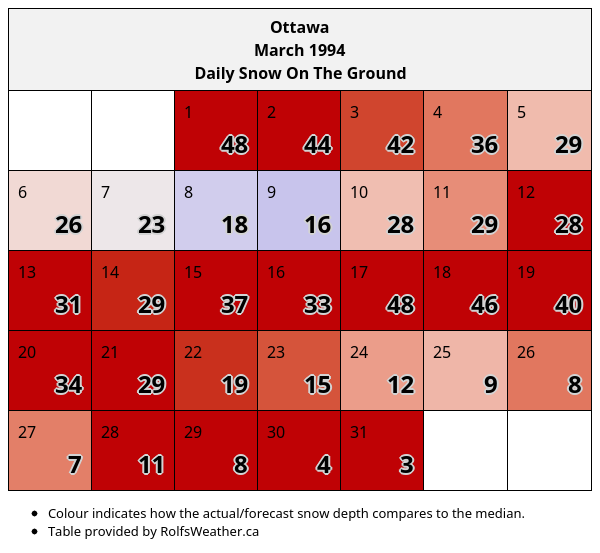 Ottawa
March 1994
Daily Snow On The Ground
1 2 3 4 5
48 44 42 36 29
6 7 8 9 10 11 12
26 23 18 16 28 29 28
13 14 15 16 17 18 19
31 29 37 33 48 46 40
20 21 22 23 24 25 26
34 29 19 15 12 9 8
27 28 29 30 31
7 11 8 4 3
• Colour indicates how the actual/forecast snow depth compares to the median.
• Table provided by RolfsWeather.ca